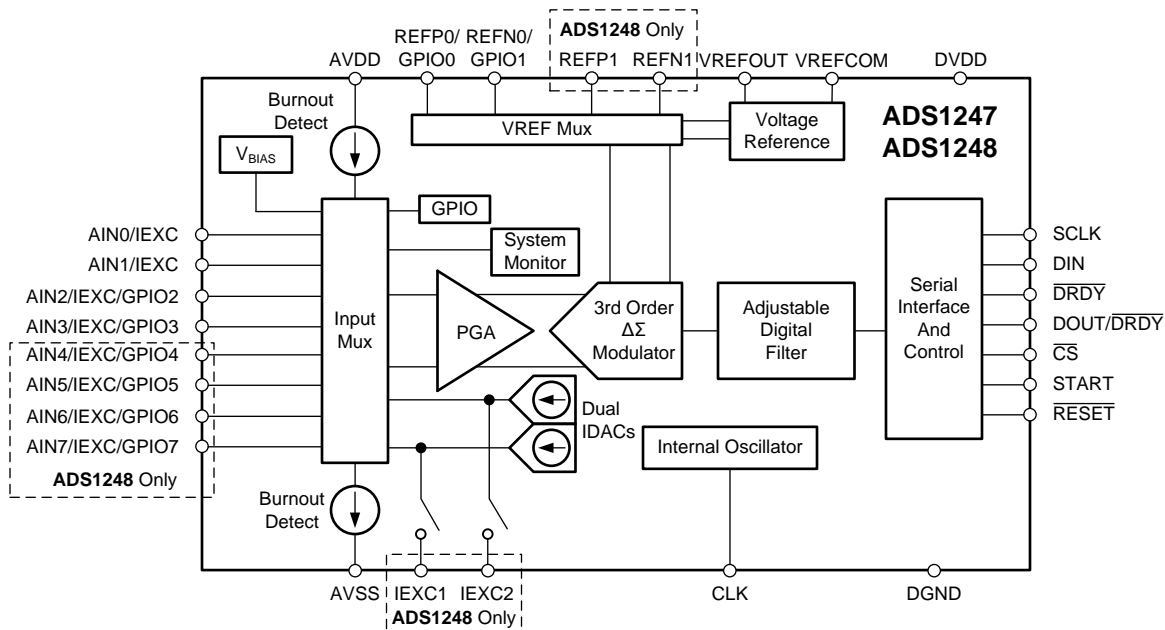 ADS1248 Only
REFP0/
GPIO0
REFN0/
GPIO1
REFP1
REFN1
AVDD
VREFOUT
VREFCOM
DVDD
Burnout
Detect
VREF Mux
Voltage
Reference
ADS1247
ADS1248
VBIAS
GPIO
System
Monitor
AIN0/IEXC
AIN1/IEXC
AIN2/IEXC/GPIO2
AIN3/IEXC/GPIO3
AIN4/IEXC/GPIO4
AIN5/IEXC/GPIO5
AIN6/IEXC/GPIO6
AIN7/IEXC/GPIO7
ADS1248 Only
Input
Mux
PGA
3rd Order
ΔΣ
Modulator
Adjustable
Digital
Filter
Serial
Interface
And
Control
SCLK
DIN
DRDY
DOUT/DRDY
CS
START
RESET
Dual
IDACs
Internal Oscillator
Burnout
Detect
AVSS
IEXC1
IEXC2
ADS1248 Only
CLK
DGND